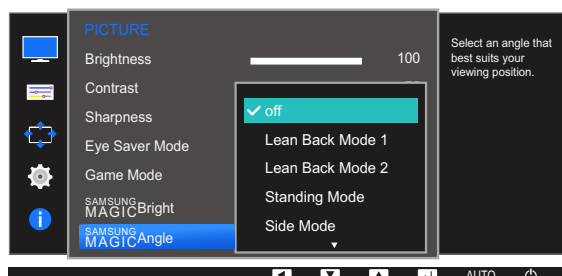 PICTURE
Brightness 100
Contrast
Sharpness
Eye Saver Mode
Game Mode
SAMSUNG
MAGICBright
SAMSUNG
MAGICAngle
off
Lean Back Mode 1
Lean Back Mode 2
Standing Mode
Side Mode
Select an angle that
best suits your
viewing position.
AUTO